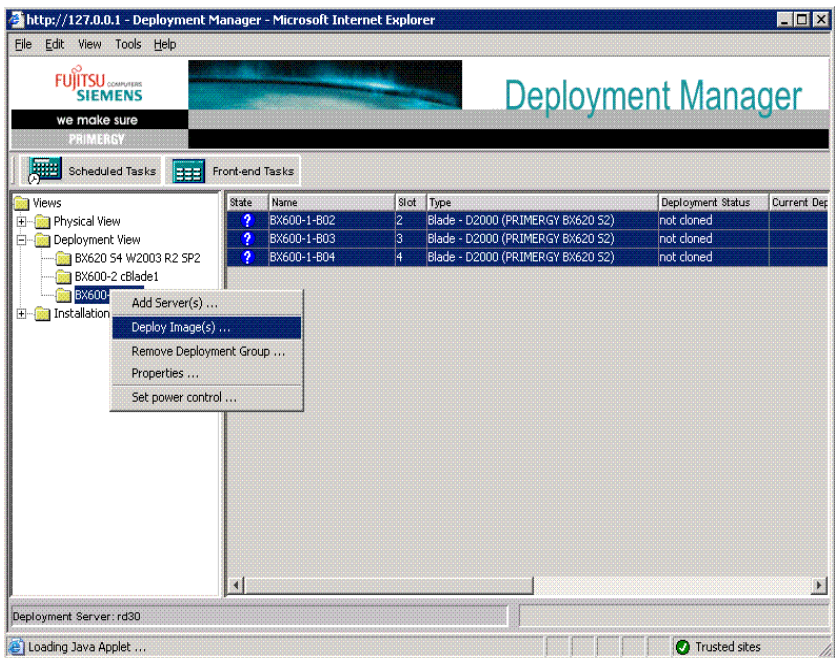 http://127.0.0.1 - Deployment Manager - Microsoft Internet Explorer
File Edit View Tools Help
FUJITSU COMPUTERS
SIEMENS
we make sure
PRIMERGY
Deployment Manager
Scheduled Tasks Front-end Tasks
Views
Physical View
Deployment View
BX620 S4 W2003 R2 SP2
BX600-2 cBlade1
BX600-
Installation
State Name Slot Type Deployment Status Current Dep
? BX600-1-B02 2 Blade - D2000 (PRIMERGY BX620 S2) not cloned
? BX600-1-B03 3 Blade - D2000 (PRIMERGY BX620 S2) not cloned
? BX600-1-B04 4 Blade - D2000 (PRIMERGY BX620 S2) not cloned
Add Server(s) ...
Deploy Image(s) ...
Remove Deployment Group ...
Properties ...
Set power control ...
Deployment Server: rd30
Loading Java Applet ... Trusted sites